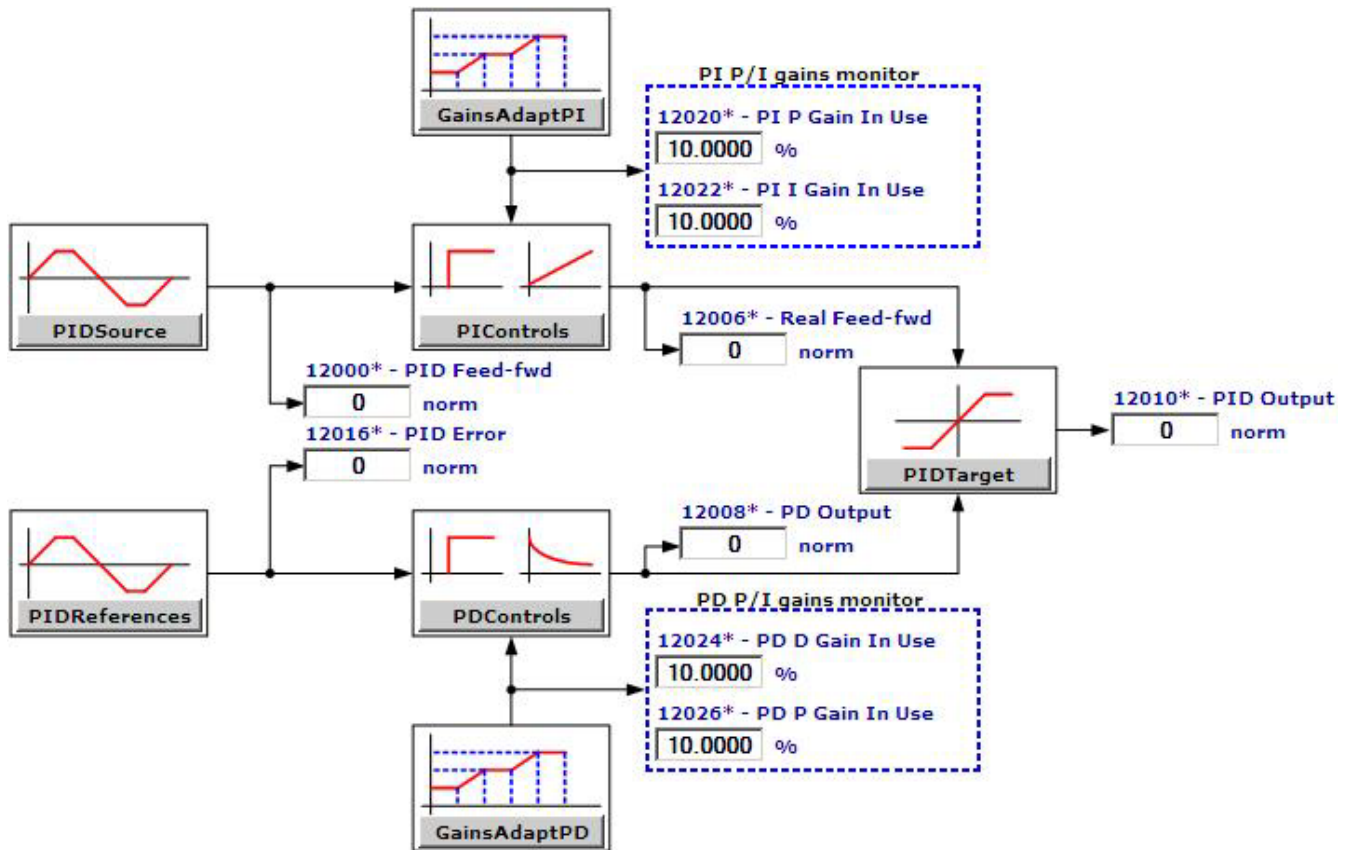 GainsAdaptPI
PI P/I gains monitor
12020* - PI P Gain In Use
10.0000 %
12022* - PI I Gain In Use
10.0000 %
PIDSource
PIControls
12000* - PID Feed-fwd
0 norm
12006* - Real Feed-fwd
0 norm
12016* - PID Error
0 norm
PIDTarget
12010* - PID Output
0 norm
PIDReferences
PDControls
12008* - PD Output
0 norm
PD P/I gains monitor
12024* - PD D Gain In Use
10.0000 %
12026* - PD P Gain In Use
10.0000 %
GainsAdaptPD